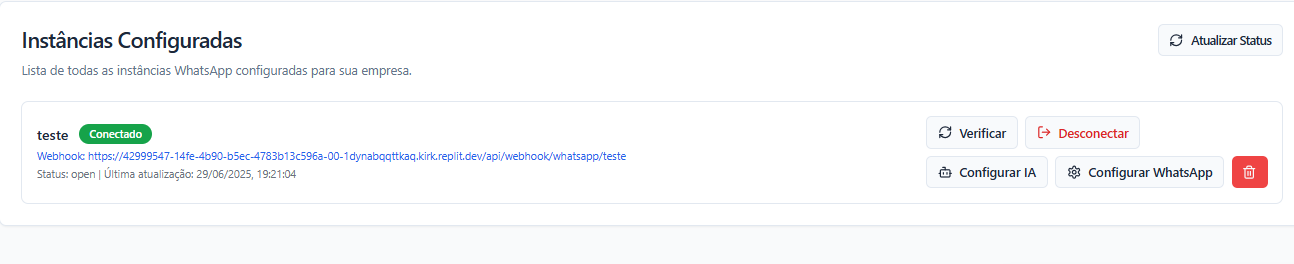 Instâncias Configuradas
Atualizar Status
Lista de todas as instâncias WhatsApp configuradas para sua empresa.
teste Conectado
Verificar
Desconectar
Webhook: https://42999547-14fe-4b90-b5ec-4783b13c596a-00-1dynabqqttkaq.kirk.replit.dev/api/webhook/whatsapp/teste
Status: open | Última atualização: 29/06/2025, 19:21:04
Configurar IA
Configurar WhatsApp